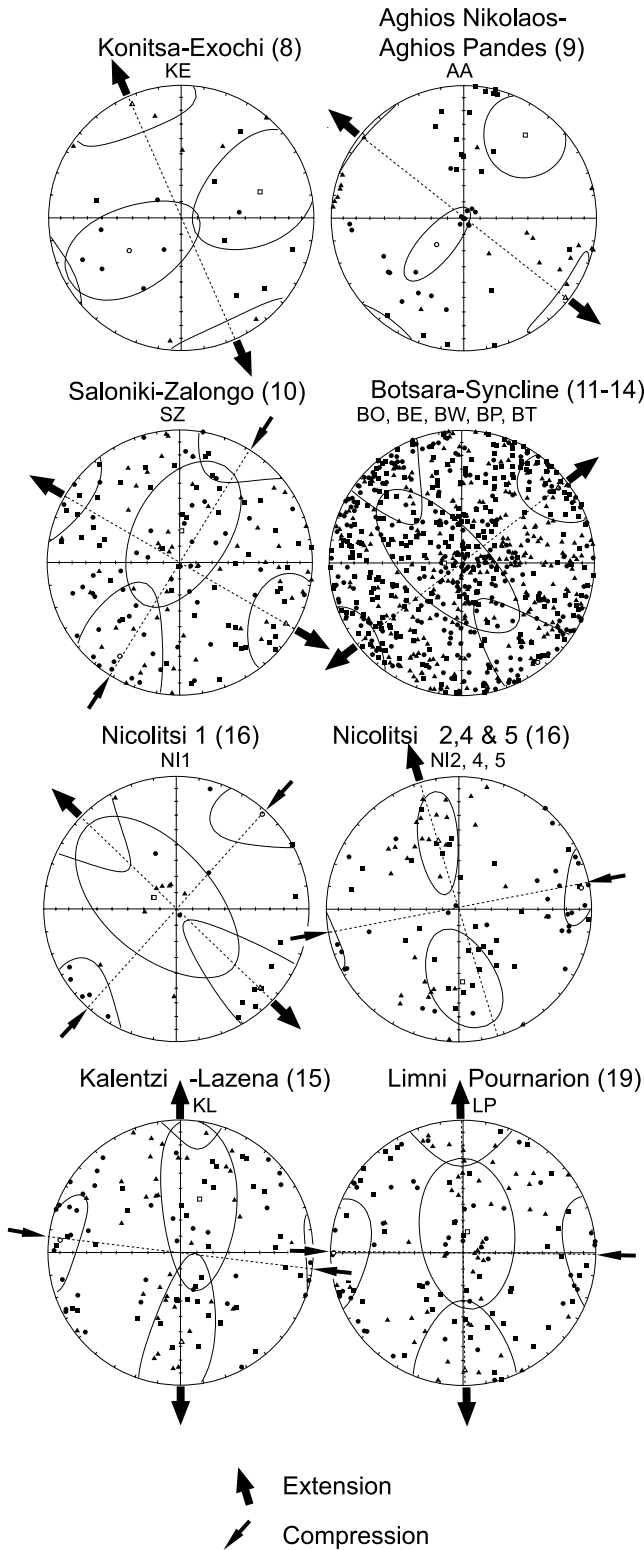 Aghios Nikolaos-
Konitsa-Exochi (8)
Aghios Pandes (9)
KE
AA
Saloniki-Zalongo (10)
Botsara-Syncline (11-14)
SZ
BO, BE, BW, BP, BT
Nicolitsi 1 (16)
Nicolitsi 2,4 & 5 (16)
NI1
NI2, 4, 5
Kalentzi -Lazena (15)
Limni Pournarion (19)
KL
LP
Extension
Compression